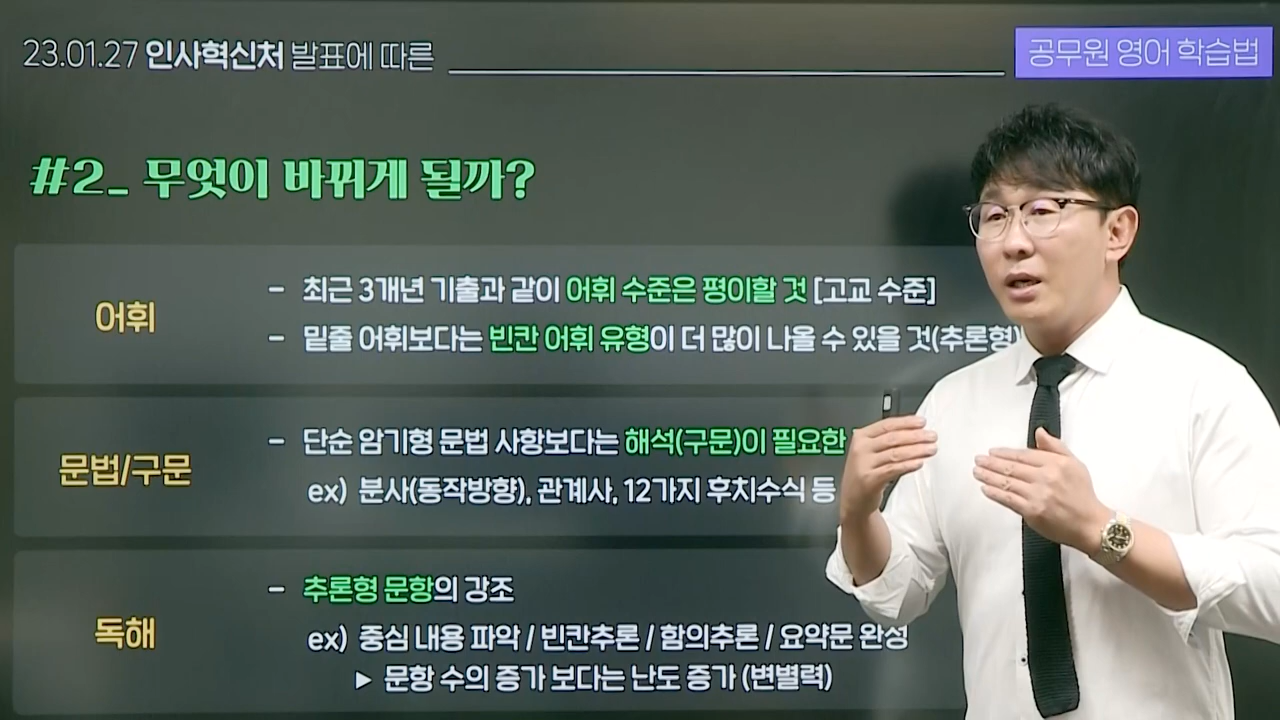 23.01.27 인사혁신처 발표에 따른
공무원 영어 학습법
#2_ 무엇이 바뀌게 될까?
어휘
- 최근 3개년 기출과 같이 어휘 수준은 평이할 것 [고교 수준]
- 밑줄 어휘보다는 빈칸 어휘 유형이 더 많이 나올 수 있을 것(추론형)
문법/구문
- 단순 암기형 문법 사항보다는 해석(구문)이 필요한
ex) 분사(동작방향), 관계사, 12가지 후치수식 등
독해
- 추론형 문항의 강조
ex) 중심 내용 파악 / 빈칸추론 / 함의추론 / 요약문 완성
▶ 문항 수의 증가 보다는 난도 증가 (변별력)